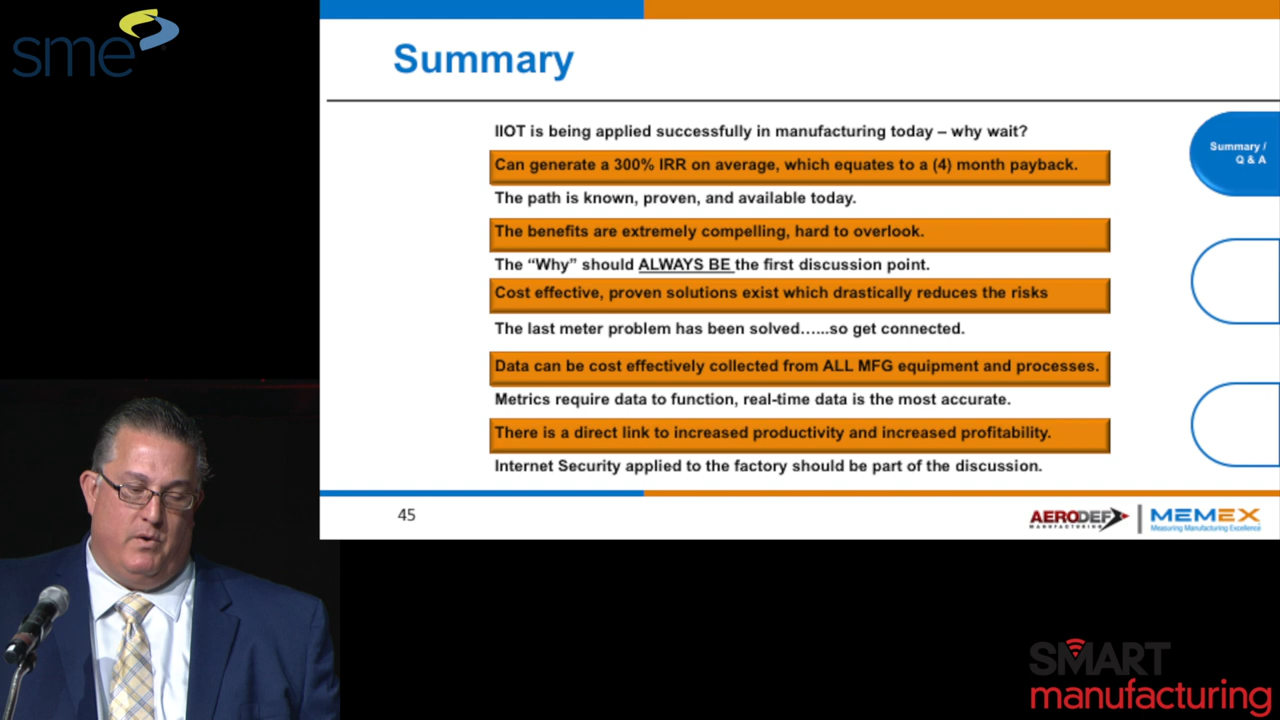 sme
Summary
IIOT is being applied successfully in manufacturing today – why wait?
Can generate a 300% IRR on average, which equates to a (4) month payback.
The path is known, proven, and available today.
The benefits are extremely compelling, hard to overlook.
The “Why” should ALWAYS BE the first discussion point.
Cost effective, proven solutions exist which drastically reduces the risks
The last meter problem has been solved…...so get connected.
Data can be cost effectively collected from ALL MFG equipment and processes.
Metrics require data to function, real-time data is the most accurate.
There is a direct link to increased productivity and increased profitability.
Internet Security applied to the factory should be part of the discussion.
Summary /
Q & A
45
AERODEF
MANUFACTURING
MEMEX
Measuring Manufacturing Excellence
SMART
manufacturing